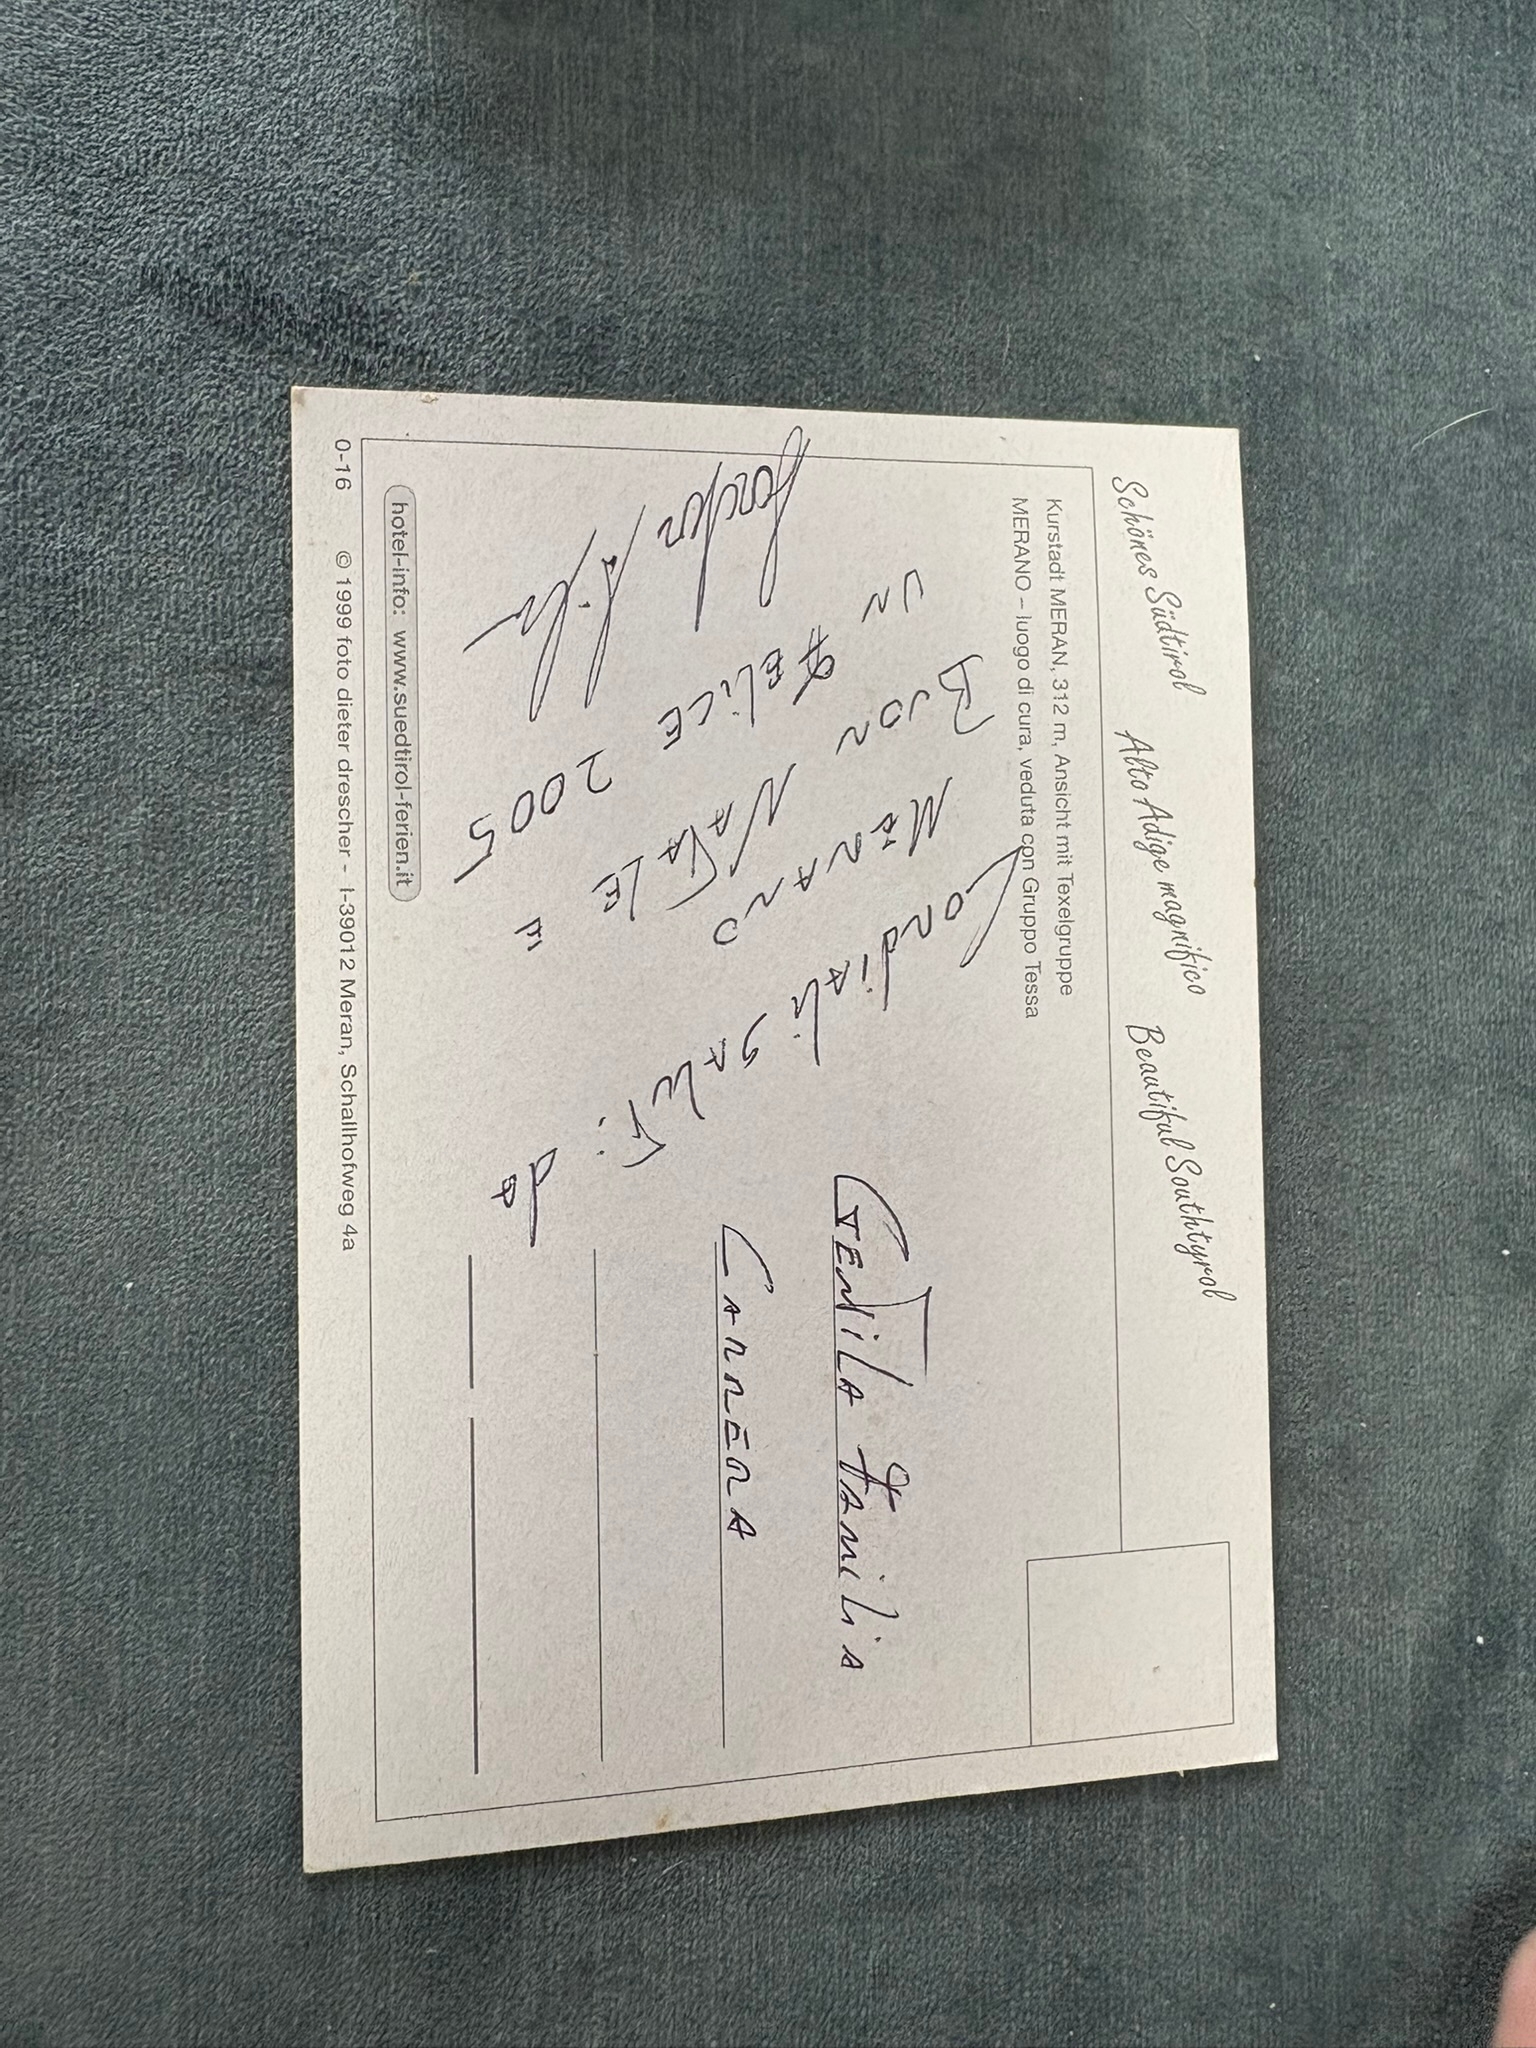 Schönes Südtirol Alto Adige magnifico Beautiful Southtyrol
Kurstadt MERAN, 312 m, Ansicht mit Texelgruppe
MERANO – luogo di cura, veduta con Gruppo Tessa
Cordiali saluti da
MERANO
BUON NATALE E
UN FELICE 2005
GENTILA FAMILIA
CARRERA
hotel-info: www.suedtirol-ferien.it
0-16 © 1999 foto dieter drescher - I-39012 Meran, Schallhofweg 4a